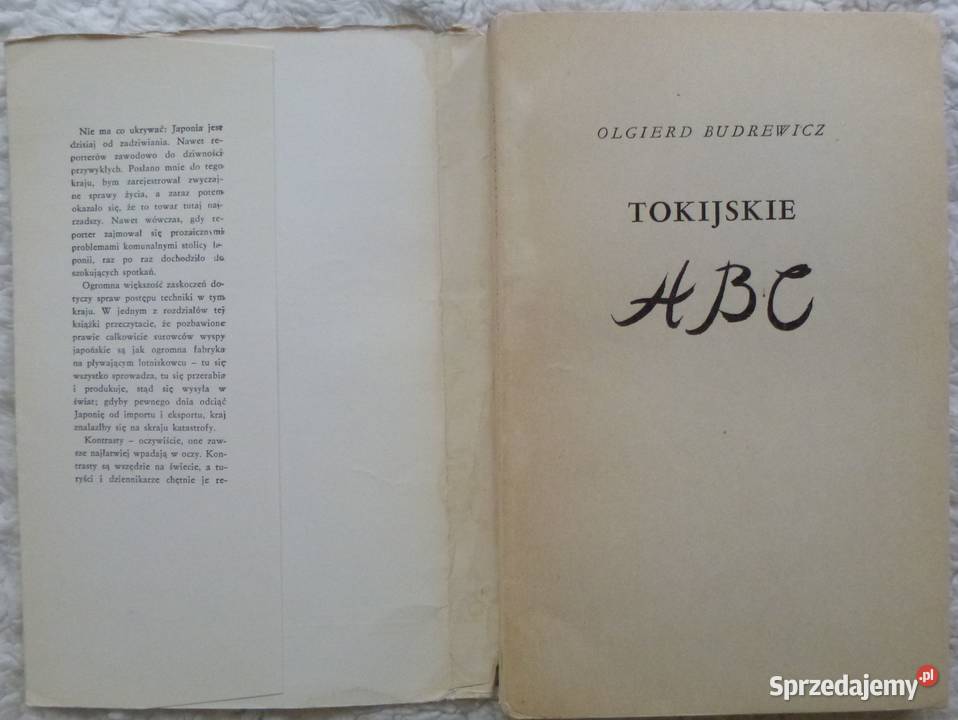 Nie ma co ukrywać: Japonia jest
dzisiaj od zadziwiania. Nawet re-
porterów zawodowo do dziwności
przywykłych. Posłano mnie do tego
kraju, bym zarejestrował zwyczaj-
ne sprawy życia, a zaraz potem
okazało się, że to towar tutaj naj-
rzadszy. Nawet wówczas, gdy re-
porter zajmował się prozaicznymi
problemami komunalnymi stolicy Ja-
ponii, raz po raz dochodziło do
szokujących spotkań.
Ogromna większość zaskoczeń do-
tyczy spraw postępu techniki w tym
kraju. W jednym z rozdziałów tej
książki przeczytacie, że pozbawione
prawie całkowicie surowców wyspy
japońskie są jak ogromna fabryka
na pływającym lotniskowcu – tu się
wszystko sprowadza, tu się przerabia
i produkuje, stąd się wysyła w
świat; gdyby pewnego dnia odciąć
Japonię od importu i eksportu, kraj
znalazłby się na skraju katastrofy.
Kontrasty – oczywiście, one zaw-
sze najłatwiej wpadają w oczy. Kon-
trasty są wszędzie na świecie, a tu-
ryści i dziennikarze chętnie je re-
OLGIERD BUDREWICZ
TOKIJSKIE
ABC
Sprzedajemy.pl